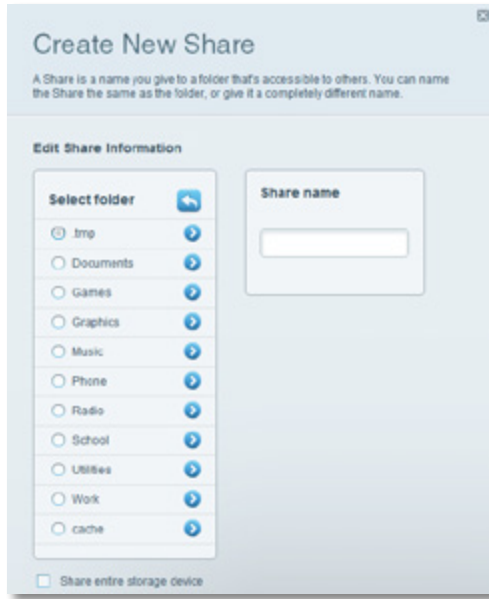 Create New Share
A Share is a name you give to a folder that's accessible to others. You can name
the Share the same as the folder, or give it a completely different name.
Edit Share Information
Select folder
Share name
.tmp
Documents
Games
Graphics
Music
Phone
Radio
School
Utilities
Work
cache
Share entire storage device